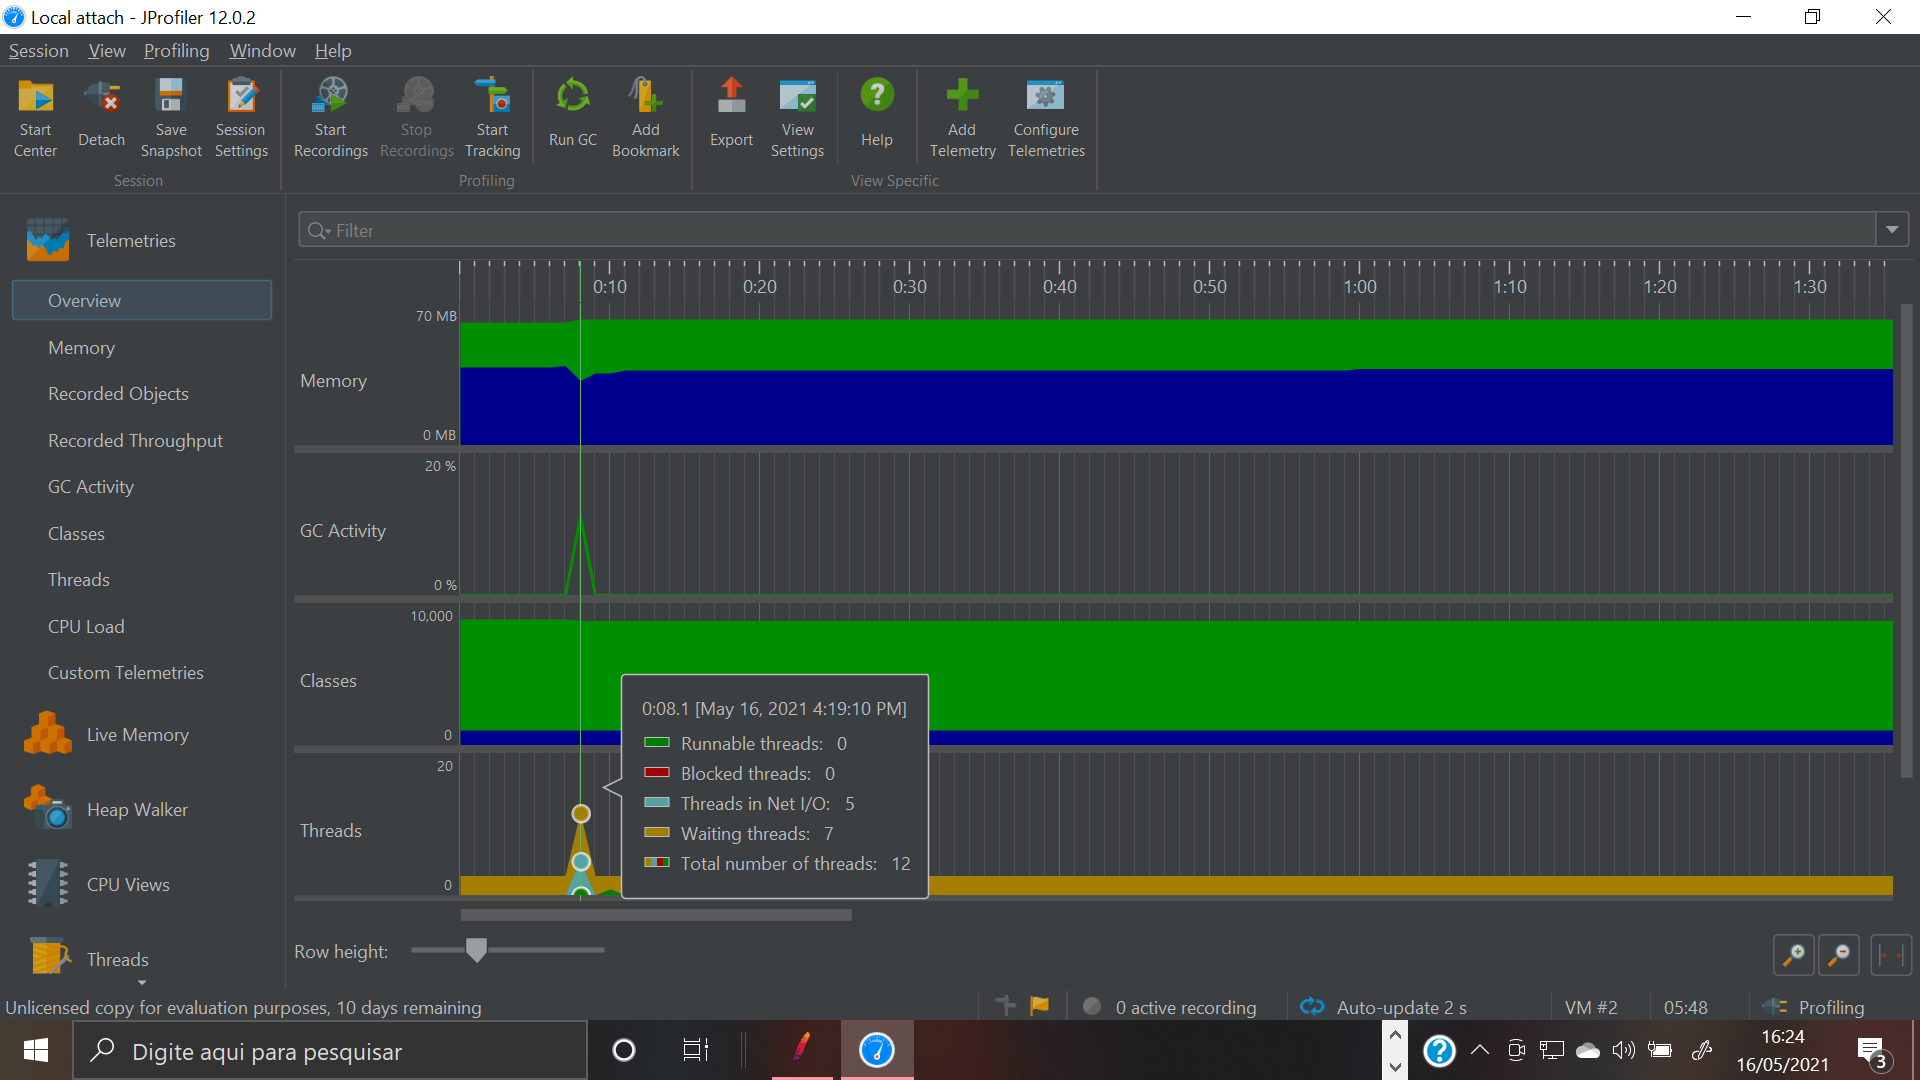 Local attach - JProfiler 12.0.2
Session View Profiling Window Help
Start Center
Detach
Save Snapshot
Session Settings
Start Recordings
Stop Recordings
Start Tracking
Run GC
Add Bookmark
Export
View Settings
Help
Add Telemetry
Configure Telemetries
Session
Profiling
View Specific
Telemetries
Overview
Memory
Recorded Objects
Recorded Throughput
GC Activity
Classes
Threads
CPU Load
Custom Telemetries
Live Memory
Heap Walker
CPU Views
Threads
Filter
0:10 0:20 0:30 0:40 0:50 1:00 1:10 1:20 1:30
70 MB
Memory
0 MB
20 %
GC Activity
0 %
10,000
Classes
0
20
Threads
0
0:08.1 [May 16, 2021 4:19:10 PM]
Runnable threads: 0
Blocked threads: 0
Threads in Net I/O: 5
Waiting threads: 7
Total number of threads: 12
Row height:
Unlicensed copy for evaluation purposes, 10 days remaining
0 active recording
Auto-update 2 s
VM #2
05:48
Profiling
Digite aqui para pesquisar
16:24
16/05/2021
3